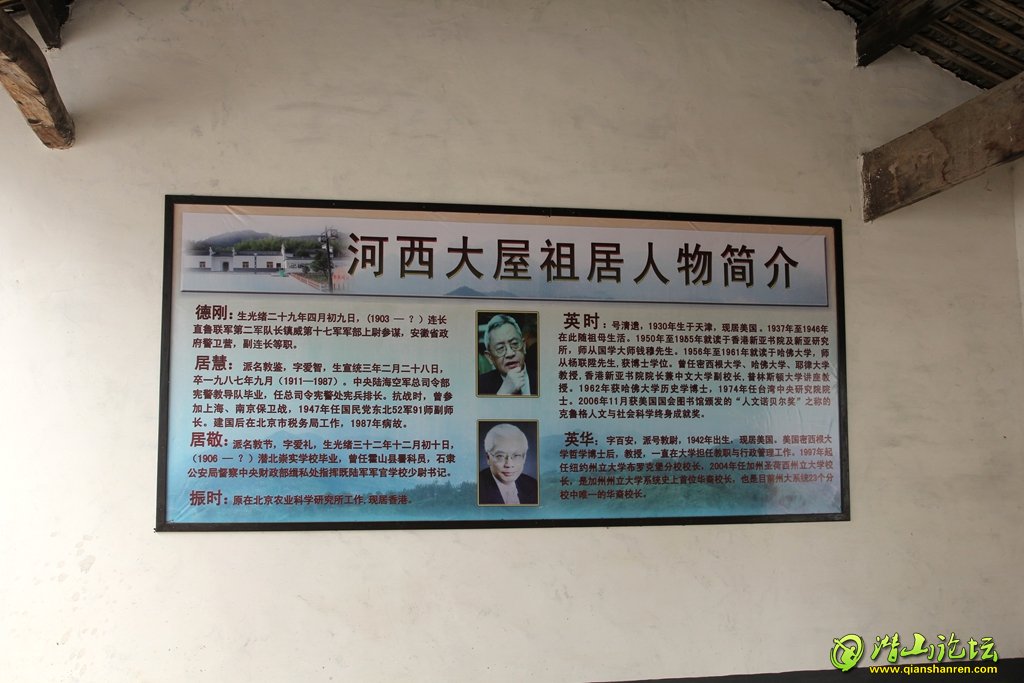 河西大屋祖居人物简介
德刚：生光绪二十九年四月初九日，(1903 — ？）连长
直鲁联军第二军队长镇威第十七军军部上尉参谋，安徽省政
府警卫营，副连长等职。
居慧：派名敦鉴，字爱智，生宣统三年二月二十八日，
卒一九八七年九月（1911—1987）。中央陆海空军总司令部
宪警教导队毕业，任总司令宪警处宪兵排长。抗战时，曾参
加上海、南京保卫战，1947年任国民党东北52军91师副师
长。建国后在北京市税务局工作，1987年病故。
居敬：派名敦节，字爱礼，生光绪三十二年十二月初十日，
（1906 — ？）潜北崇实学校毕业，曾任霍山县署科员，石隶
公安局督察中央财政部缉私处指挥既陆军军官学校少尉书记。
振时：原在北京农业科学研究所工作，现居香港。
英时：号清遗，1930年生于天津，现居美国。1937年至1946年
在此随祖母生活。1950年至1955年就读于香港新亚书院及新亚研究
所，师从国学大师钱穆先生。1956年至1961年就读于哈佛大学，师
从杨联陞先生，获博士学位。曾任密西根大学、哈佛大学、耶律大学
教授，香港新亚书院院长兼中文大学副校长，普林斯顿大学讲座教
授。1962年获哈佛大学历史学博士，1974年任台湾中央研究院院
士。2006年11月获美国国会图书馆颁发的“人文诺贝尔奖”之称的
克鲁格人文与社会科学终身成就奖。
英华：字百安，派号敦尉，1942年出生，现居美国。美国密西根大
学哲学博士后，教授，一直在大学担任教职与行政管理工作。1997年起
任纽约州立大学布罗克堡分校校长，2004年任加州圣荷西州立大学校
长，是加州州立大学系统史上首位华裔校长，也是目前州大系统23个分
校中唯一的华裔校长。
潜山论坛
www.qianshanren.com